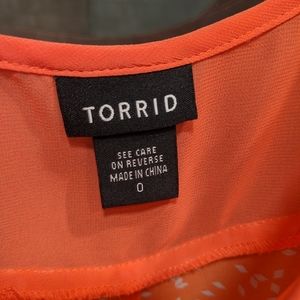 TORRID
SEE CARE
ON REVERSE
MADE IN CHINA
0